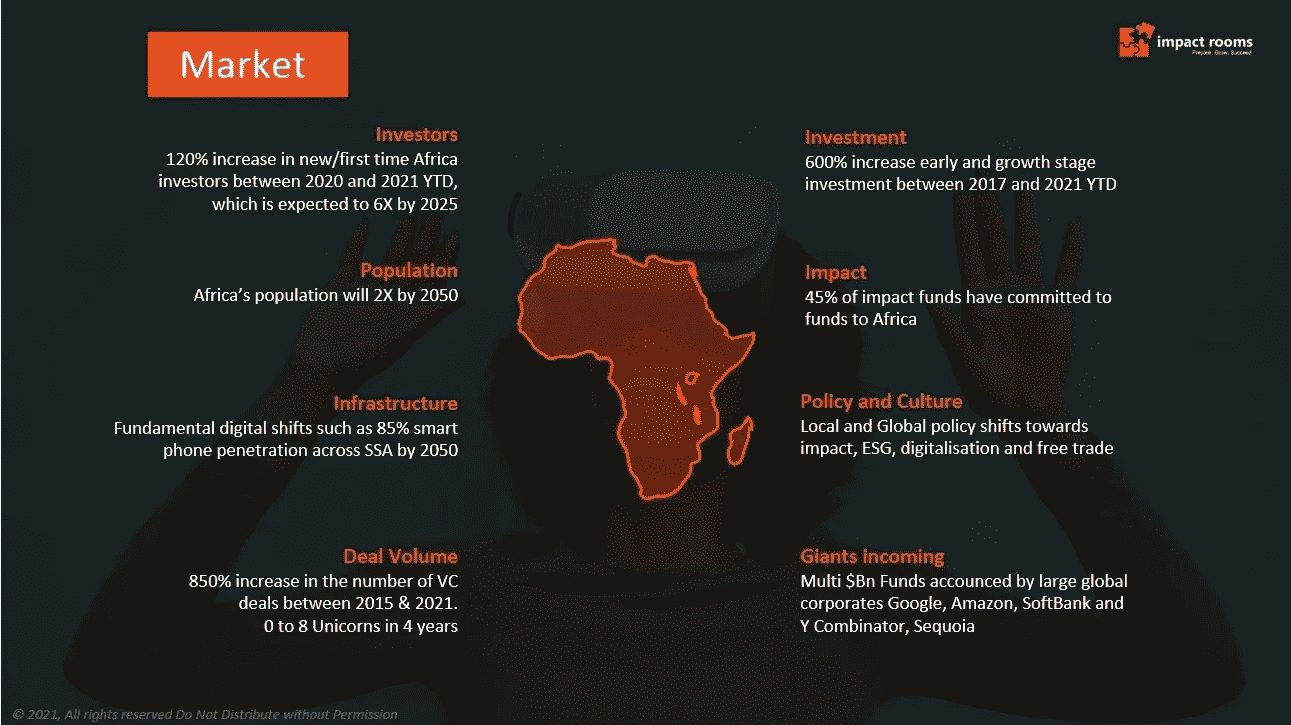 Market
impact rooms
Prepare. Grow. Succeed
Investors
120% increase in new/first time Africa
investors between 2020 and 2021 YTD,
which is expected to 6X by 2025
Population
Africa's population will 2X by 2050
Infrastructure
Fundamental digital shifts such as 85% smart
phone penetration across SSA by 2050
Deal Volume
850% increase in the number of VC
deals between 2015 & 2021.
0 to 8 Unicorns in 4 years
Investment
600% increase early and growth stage
investment between 2017 and 2021 YTD
Impact
45% of impact funds have committed to
funds to Africa
Policy and Culture
Local and Global policy shifts towards
impact, ESG, digitalisation and free trade
Giants Incoming
Multi $Bn Funds accounced by large global
corporates Google, Amazon, SoftBank and
Y Combinator, Sequoia
© 2021, All rights reserved Do Not Distribute without Permission